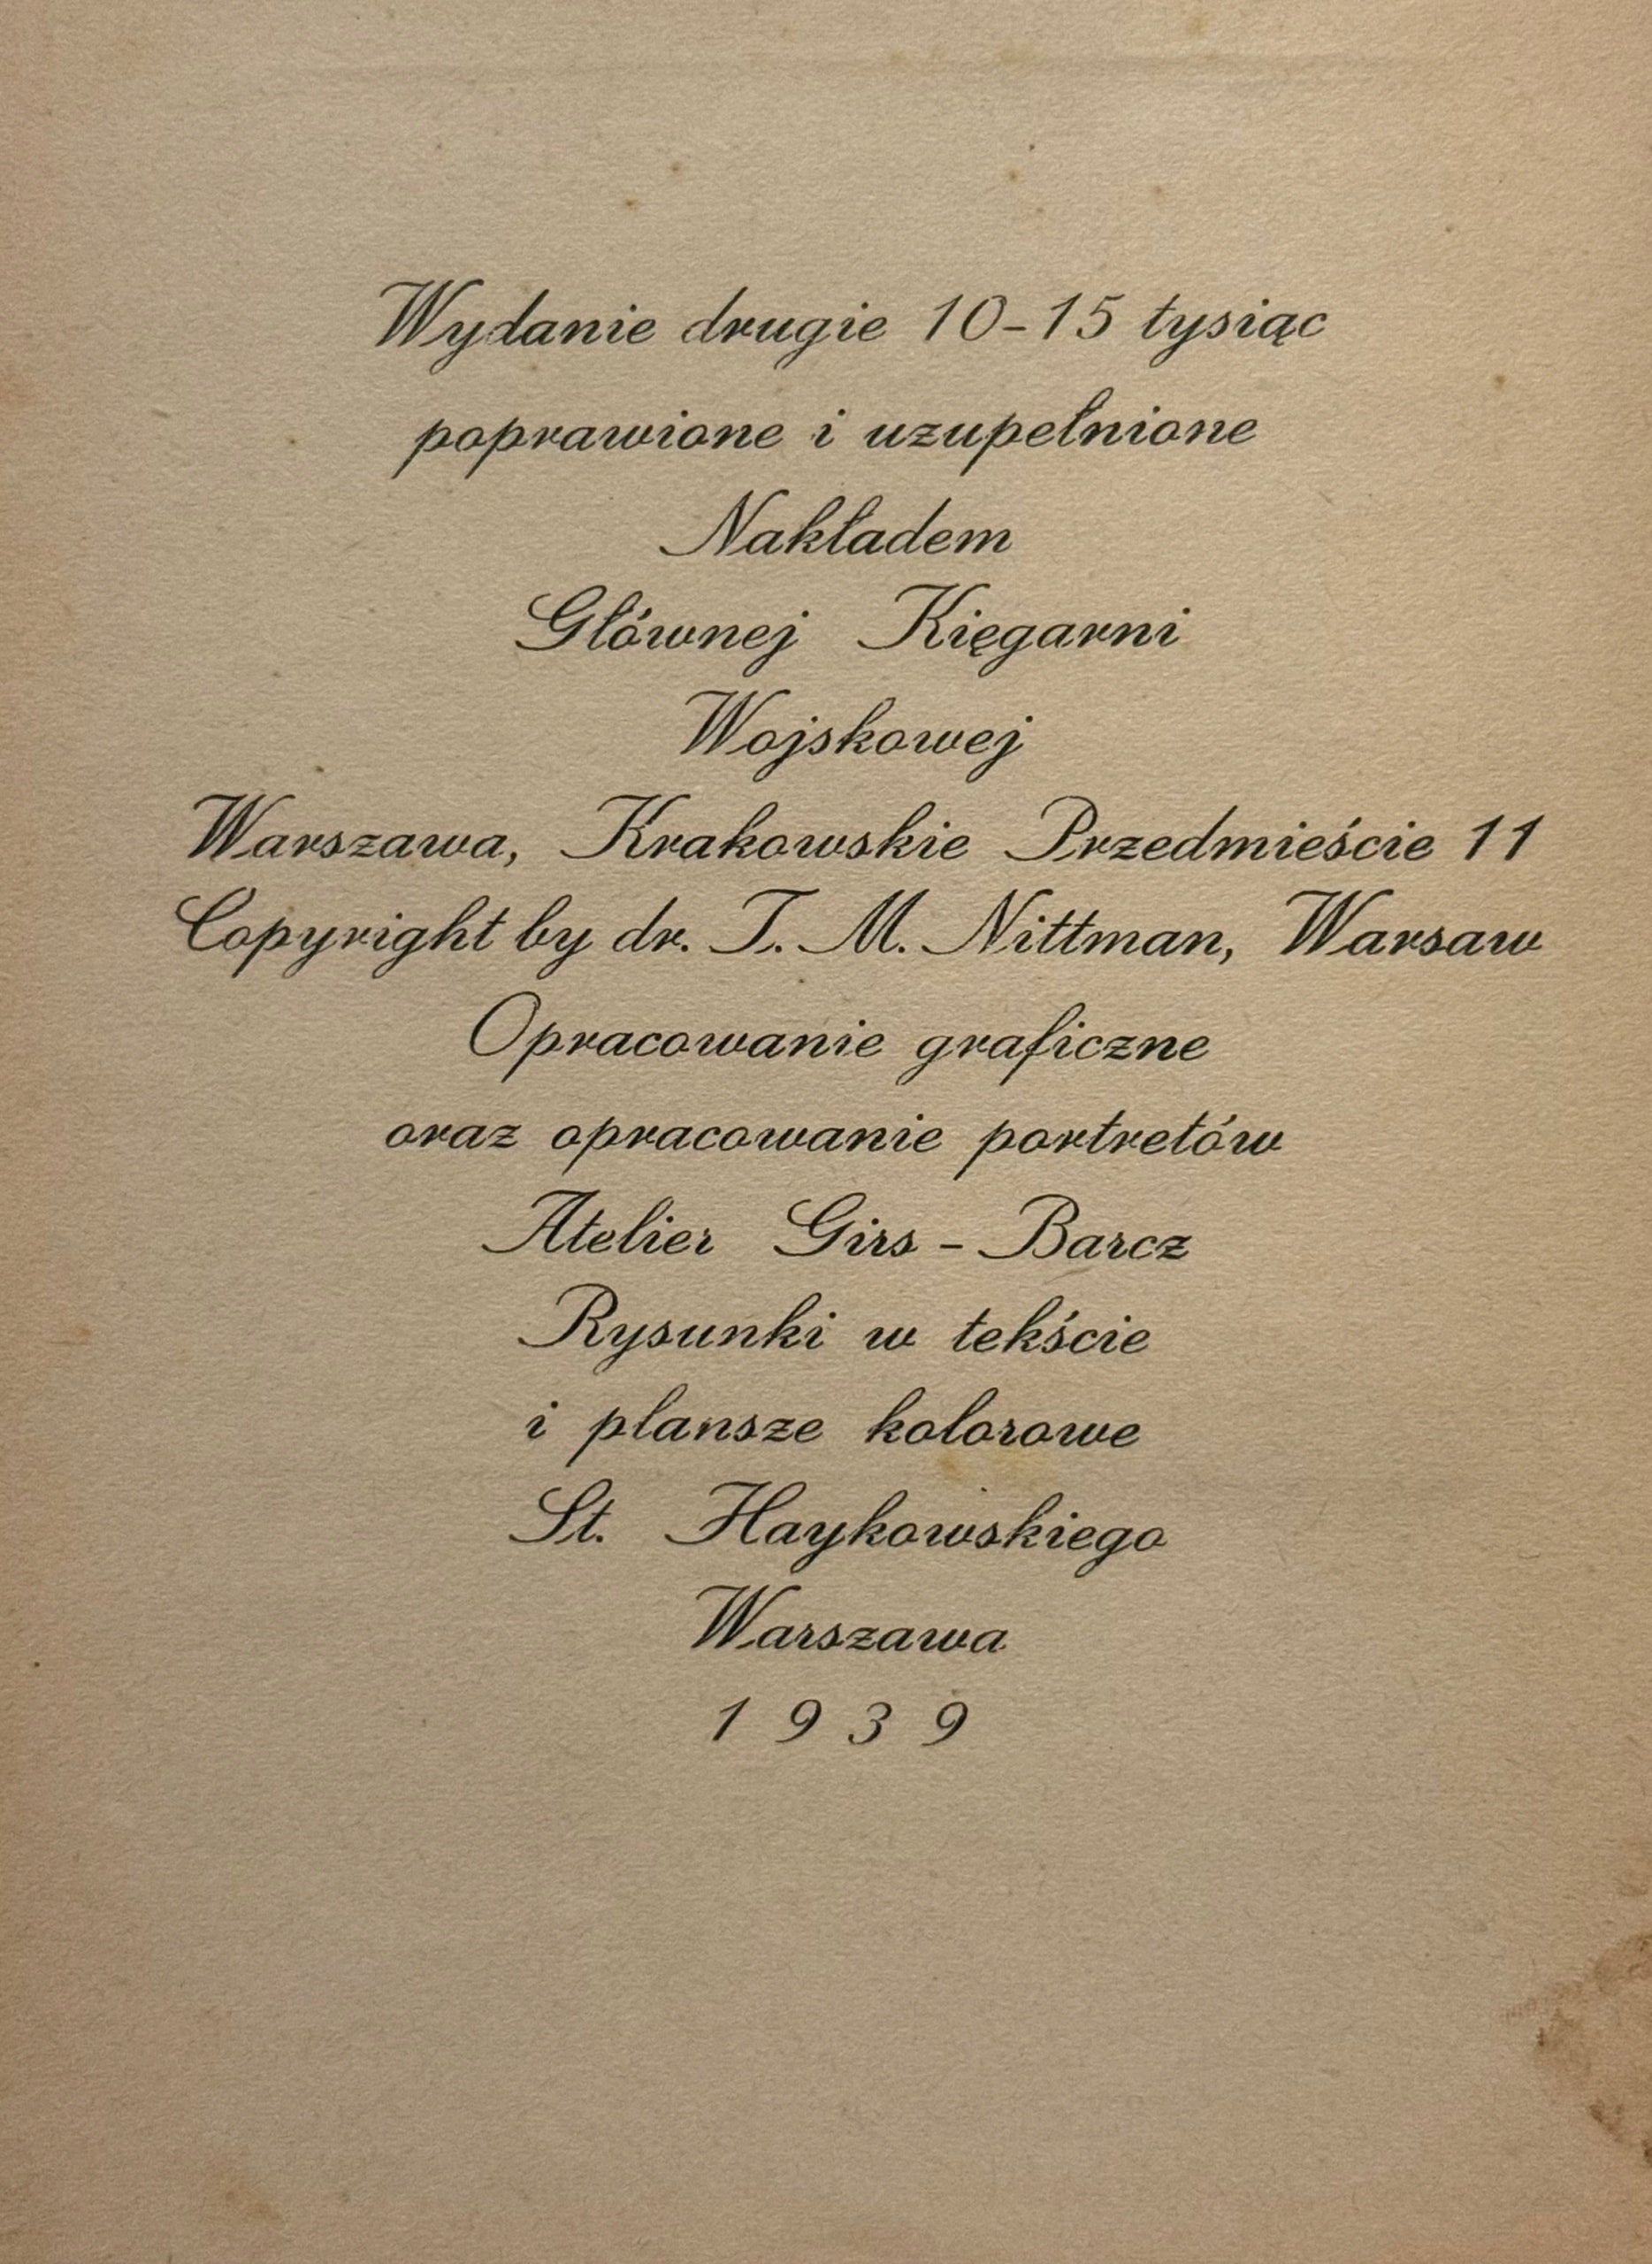 Wydanie drugie 10-15 tysiąc
poprawione i uzupełnione
Nakładem
Głównej Kięgarni
Wojskowej
Warszawa, Krakowskie Przedmieście 11
Copyright by dr. T. M. Nittman, Warsaw
Opracowanie graficzne
oraz opracowanie portretów
Atelier Girs - Barcz
Rysunki w tekście
i plansze kolorowe
St. Haykowskiego
Warszawa
1 9 3 9